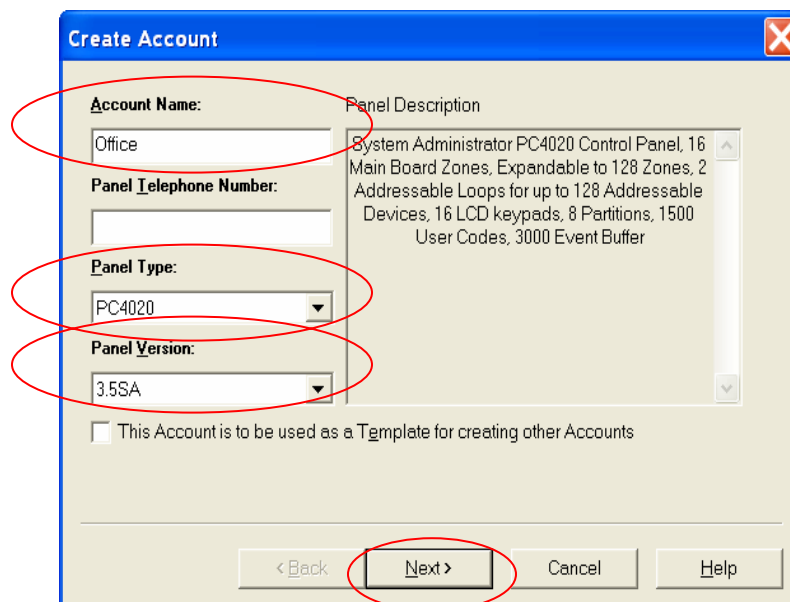 Create Account
Account Name:
Office
Panel Telephone Number:
Panel Type:
PC4020
Panel Version:
3.5SA
Panel Description
System Administrator PC4020 Control Panel, 16
Main Board Zones, Expandable to 128 Zones, 2
Addressable Loops for up to 128 Addressable
Devices, 16 LCD keypads, 8 Partitions, 1500
User Codes, 3000 Event Buffer
This Account is to be used as a Template for creating other Accounts
< Back
Next >
Cancel
Help